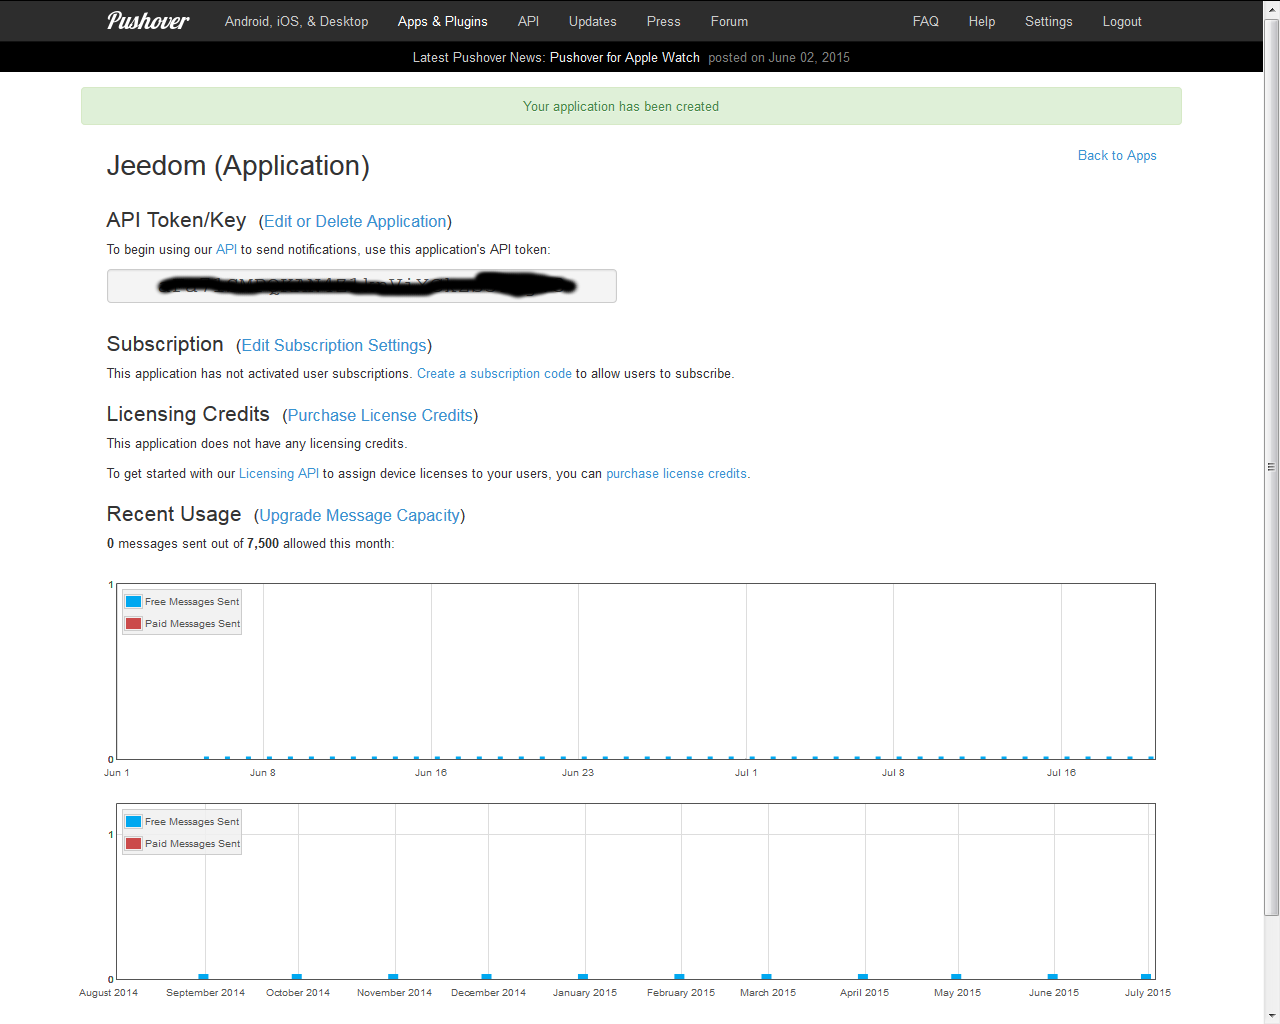 Pushover Android, iOS, & Desktop Apps & Plugins API Updates Press Forum FAQ Help Settings Logout
Latest Pushover News: Pushover for Apple Watch posted on June 02, 2015
Your application has been created
Jeedom (Application)
Back to Apps
API Token/Key (Edit or Delete Application)
To begin using our API to send notifications, use this application's API token:
Subscription (Edit Subscription Settings)
This application has not activated user subscriptions. Create a subscription code to allow users to subscribe.
Licensing Credits (Purchase License Credits)
This application does not have any licensing credits.
To get started with our Licensing API to assign device licenses to your users, you can purchase license credits.
Recent Usage (Upgrade Message Capacity)
0 messages sent out of 7,500 allowed this month:
1
Free Messages Sent
Paid Messages Sent
0
Jun 1 Jun 8 Jun 16 Jun 23 Jul 1 Jul 8 Jul 16
Free Messages Sent
1
Paid Messages Sent
0
August 2014 September 2014 October 2014 November 2014 December 2014 January 2015 February 2015 March 2015 April 2015 May 2015 June 2015 July 2015